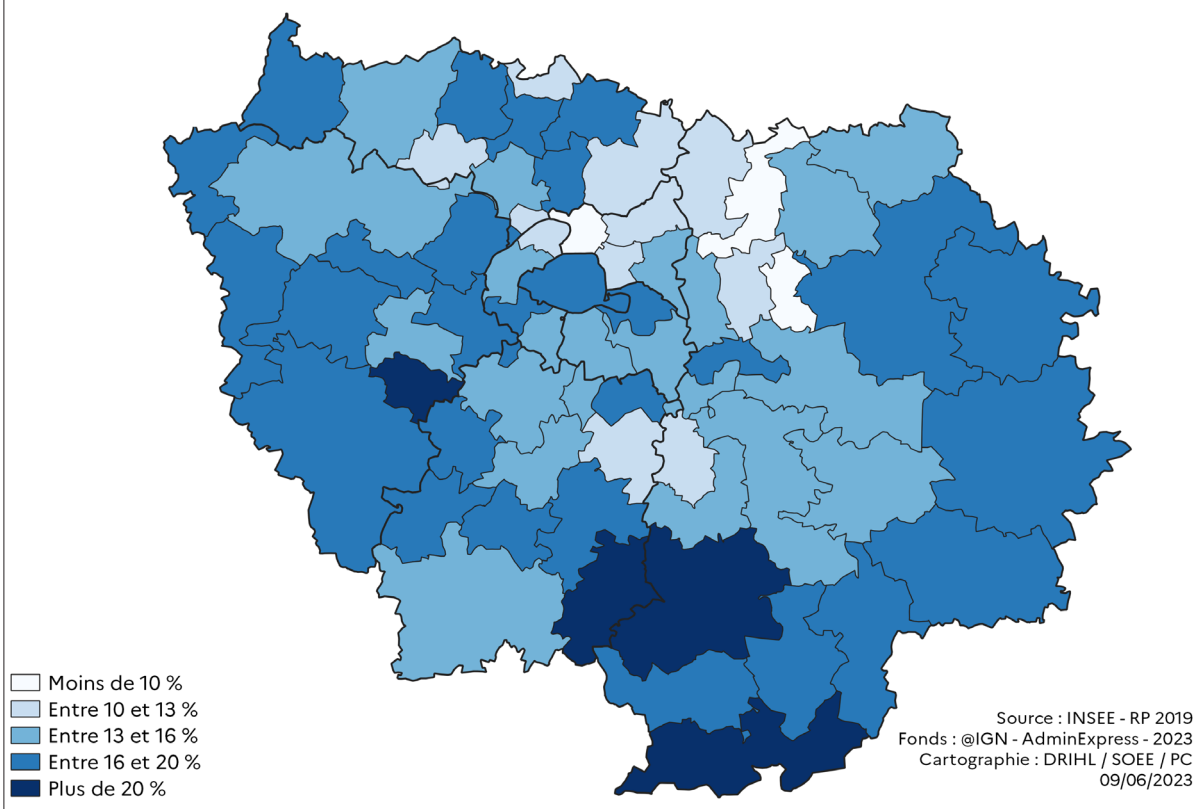 Moins de 10 %
Entre 10 et 13 %
Entre 13 et 16 %
Entre 16 et 20 %
Plus de 20 %
Source : INSEE - RP 2019
Fonds : @IGN - AdminExpress - 2023
Cartographie : DRIHL / SOEE / PC
09/06/2023